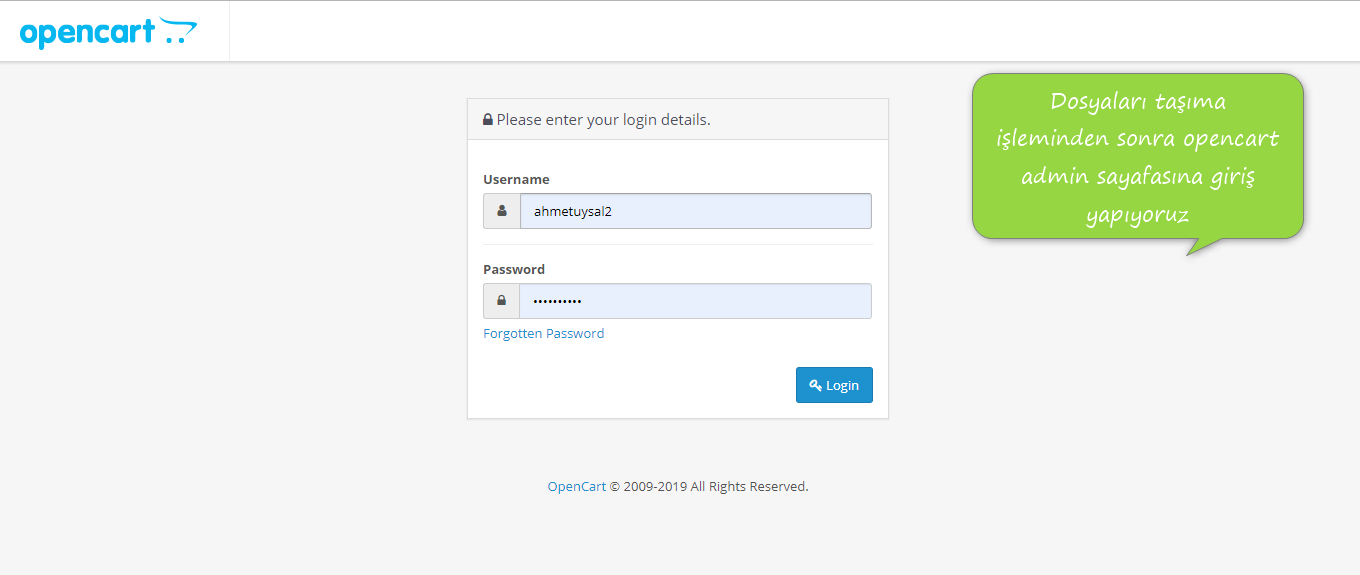 opencart
Please enter your login details.
Dosyaları taşıma
işleminden sonra opencart
admin sayafasına giriş
yapıyoruz
Username
ahmetuysal2
Password
••••••••••
Forgotten Password
Login
OpenCart © 2009-2019 All Rights Reserved.